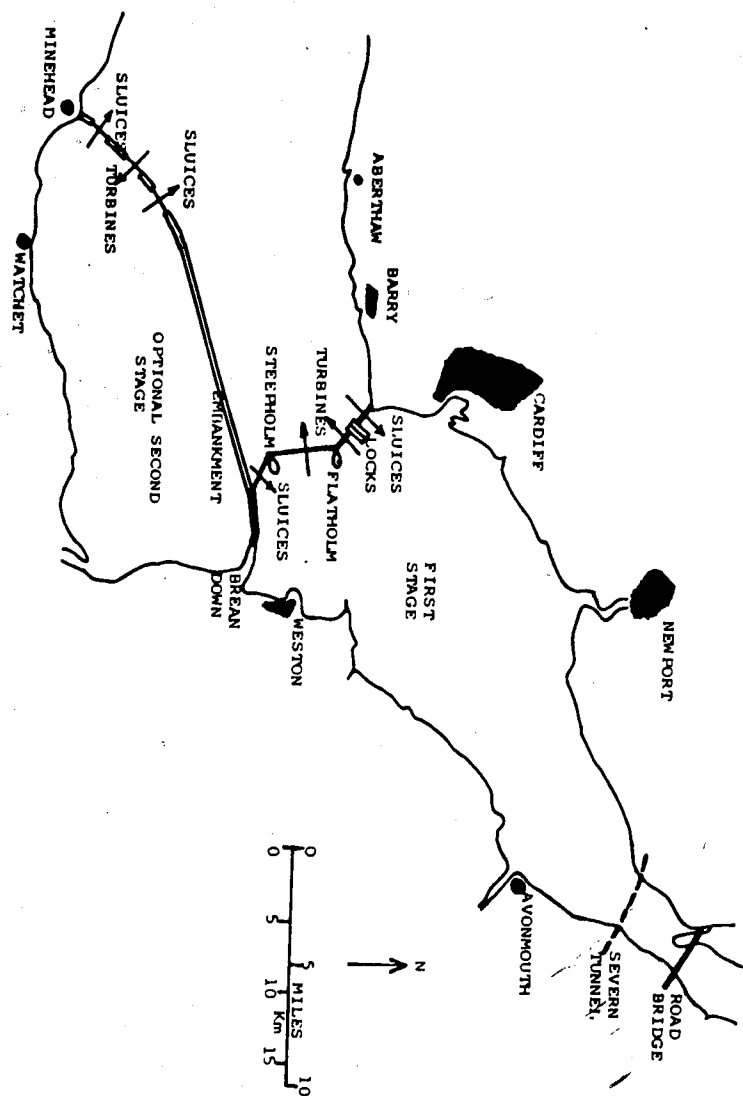 CARDIFF
NEWPORT
ROAD
BRIDGE
SEVERN
TUNNEL
ABERTHAW
BARRY
SLUICES
LOCKS
TURBINES
FLATHOLM
FIRST
STAGE
AVONMOUTH
STEEPHOLM
SLUICES
WESTON
BREAN
DOWN
EMBANKMENT
OPTIONAL SECOND
STAGE
MINEHEAD
SLUICES
TURBINES
SLUICES
WATCHET
N
0 5 10
MILES
0 5 10 15
Km